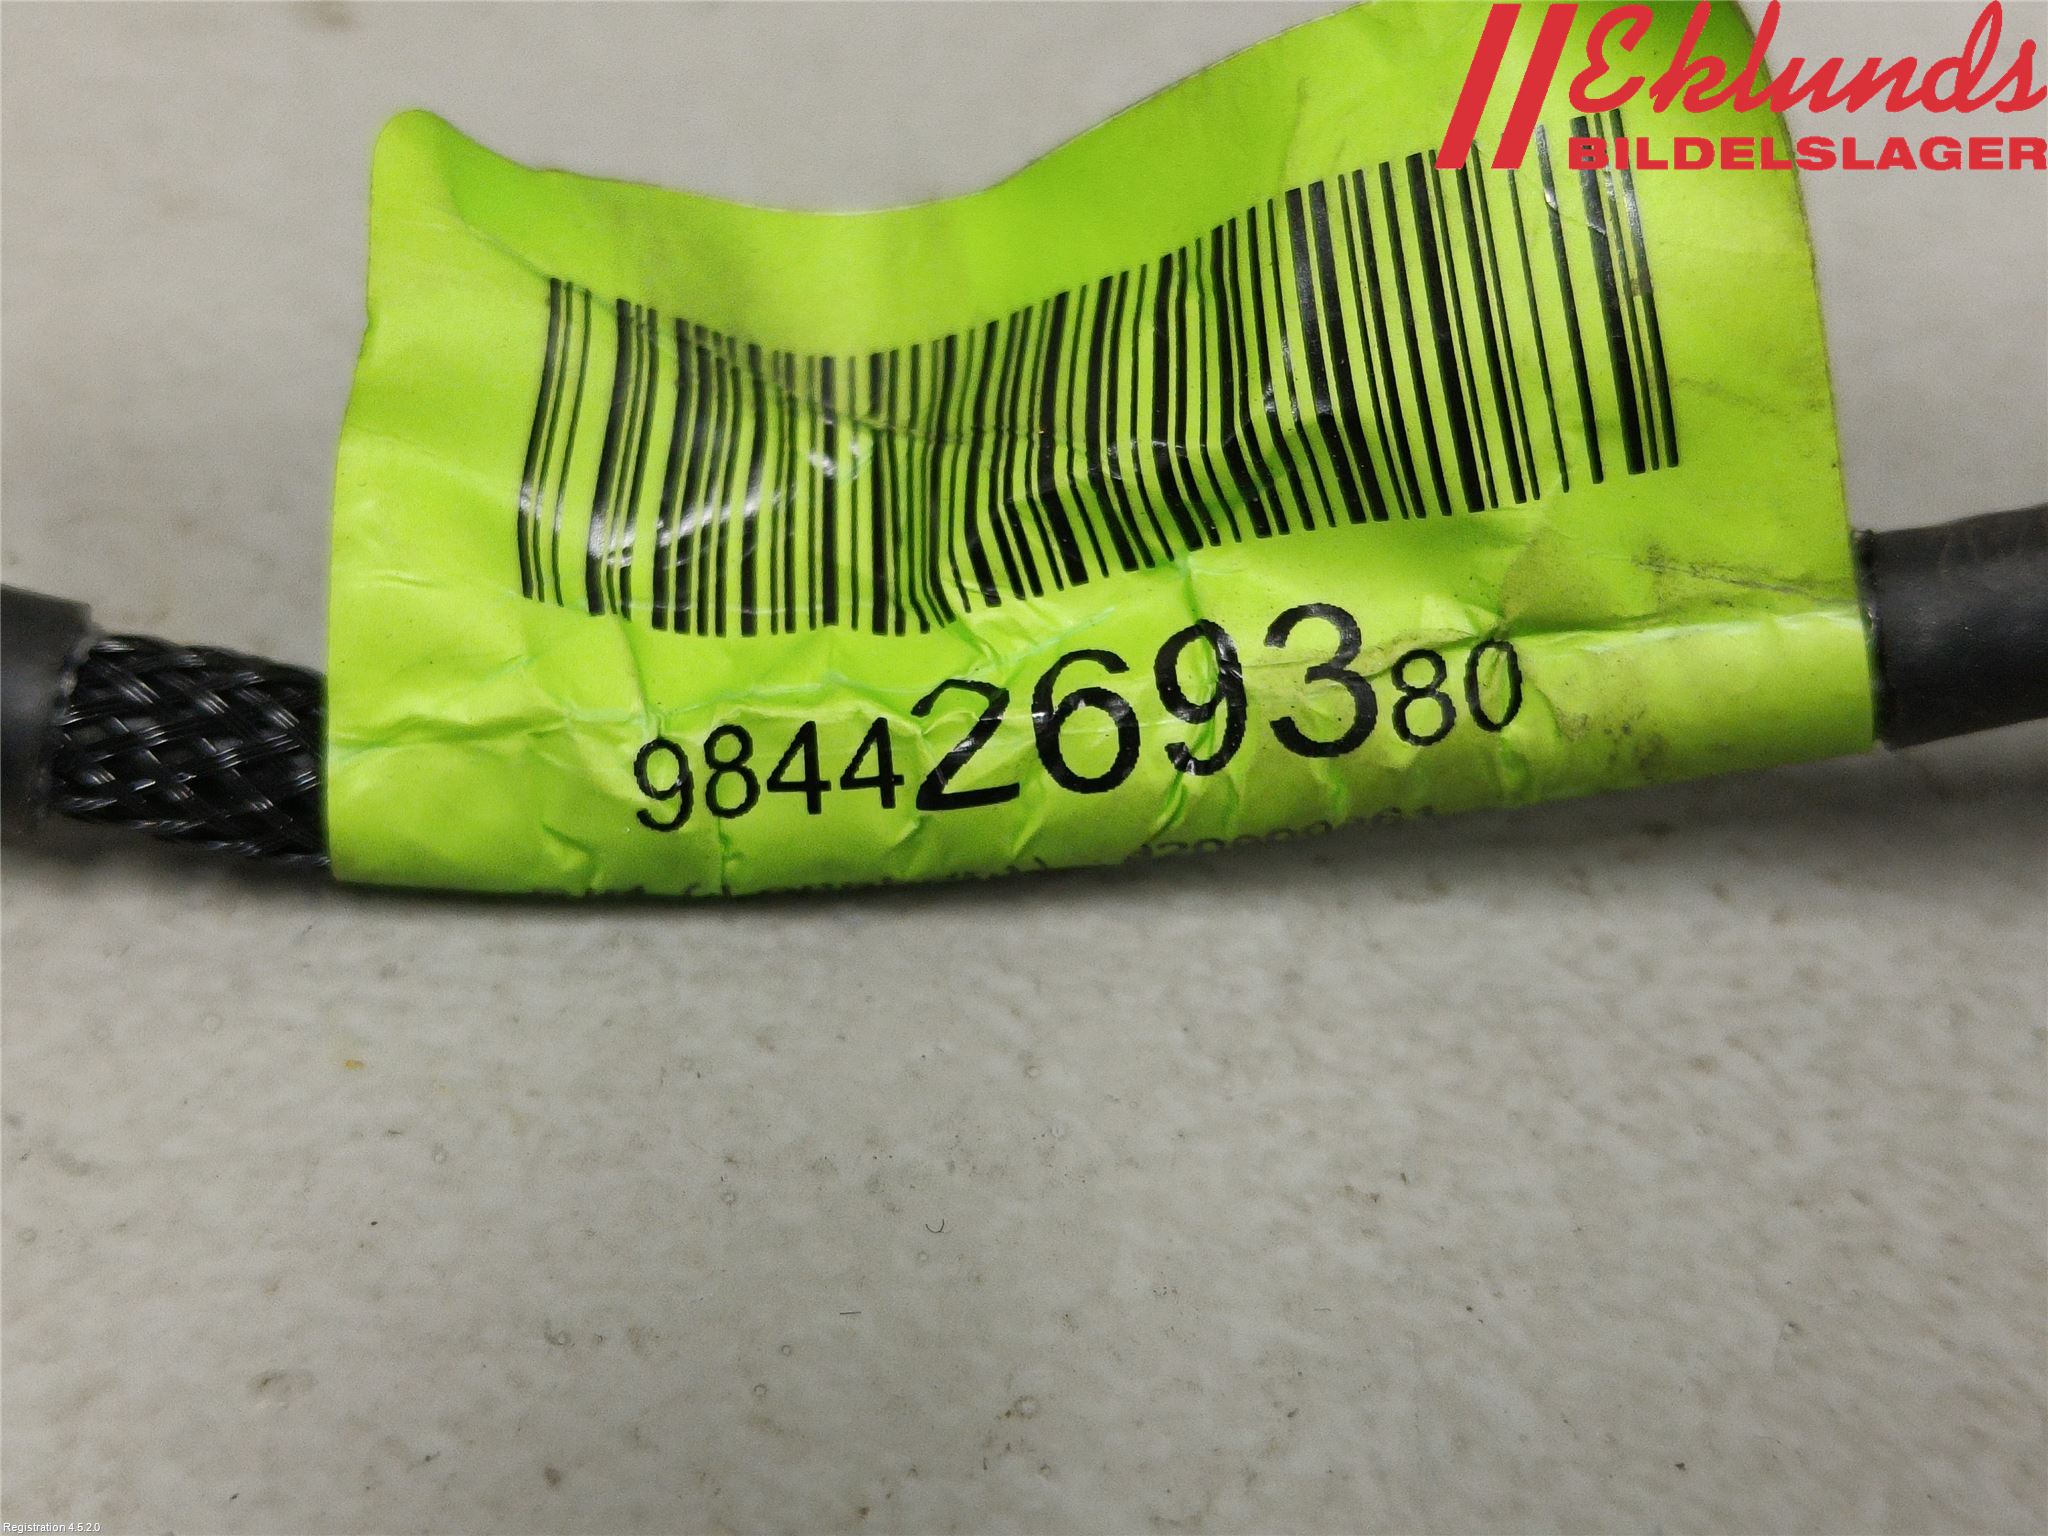 Eklunds
BILDELSLAGER
9844269380
Registration 4.5.2.0